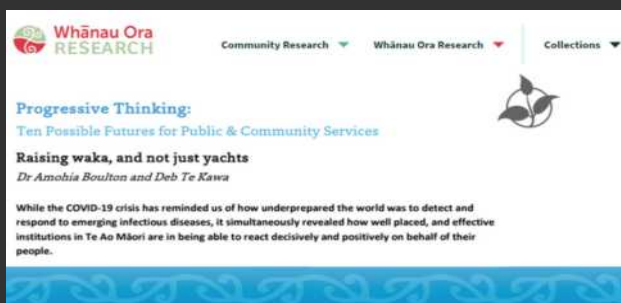 Whānau Ora
RESEARCH
Community Research
Whānau Ora Research
Collections
Progressive Thinking:
Ten Possible Futures for Public & Community Services
Raising waka, and not just yachts
Dr Amohia Boulton and Deb Te Kawa
While the COVID-19 crisis has reminded us of how underprepared the world was to detect and
respond to emerging infectious diseases, it simultaneously revealed how well placed, and effective
institutions in Te Ao Māori are in being able to react decisively and positively on behalf of their
people.